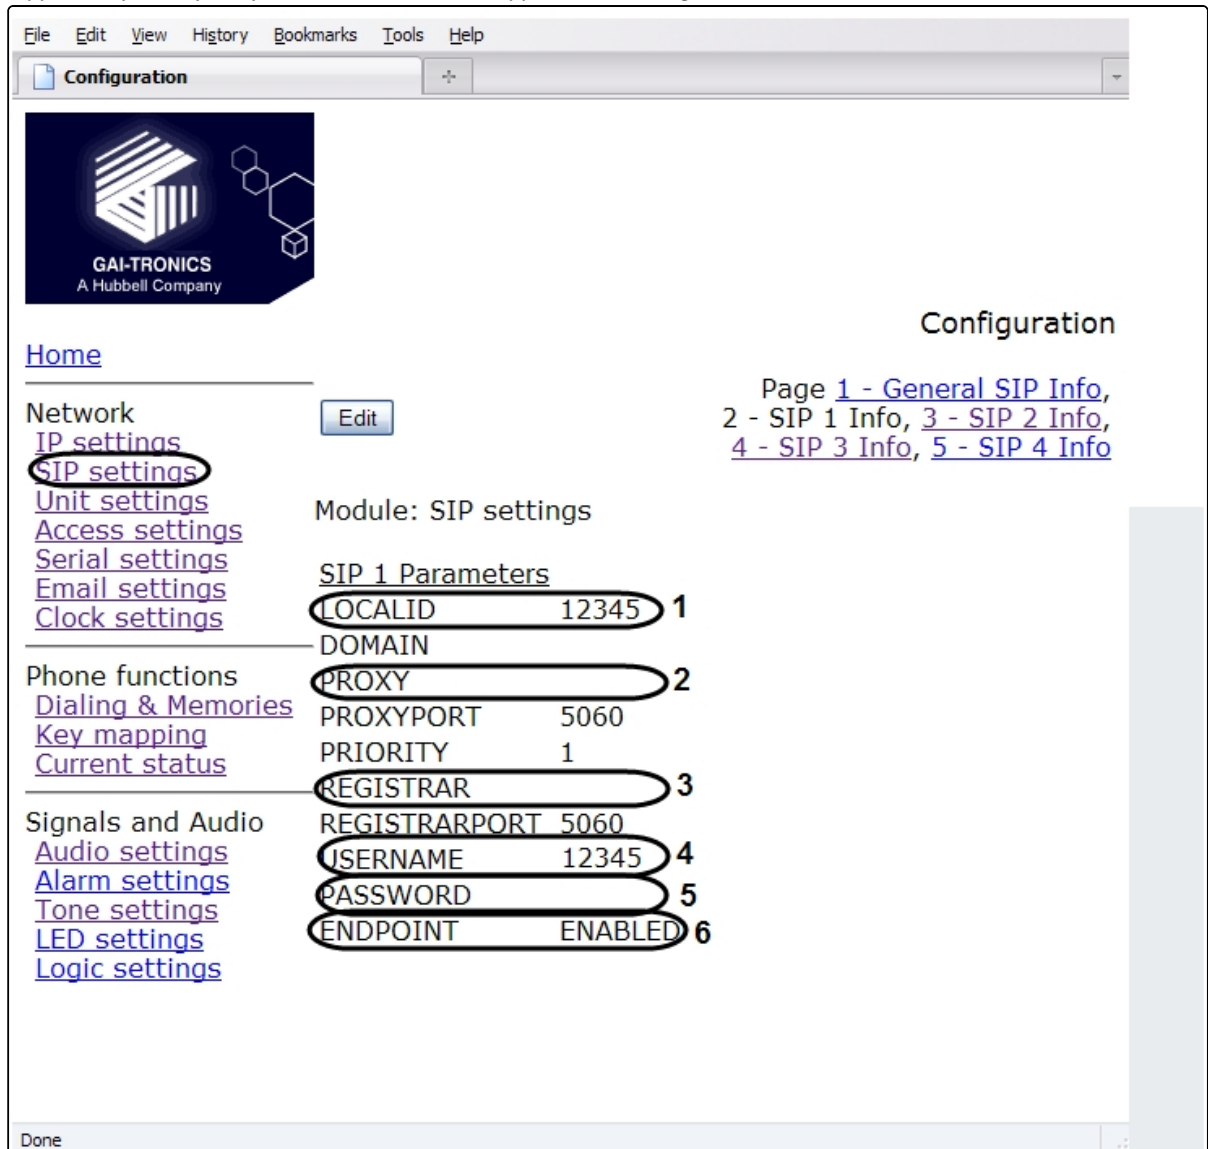 File Edit View History Bookmarks Tools Help
Configuration
GAI-TRONICS
A Hubbell Company
Configuration
Home
Page 1 - General SIP Info,
2 - SIP 1 Info, 3 - SIP 2 Info,
4 - SIP 3 Info, 5 - SIP 4 Info
Edit
Network
IP settings
SIP settings
Unit settings
Access settings
Serial settings
Email settings
Clock settings
Phone functions
Dialing & Memories
Key mapping
Current status
Signals and Audio
Audio settings
Alarm settings
Tone settings
LED settings
Logic settings
Module: SIP settings
SIP 1 Parameters
LOCALID 12345 1
DOMAIN
PROXY 2
PROXYPORT 5060
PRIORITY 1
REGISTRAR 3
REGISTRARPORT 5060
USERNAME 12345 4
PASSWORD 5
ENDPOINT ENABLED 6
Done